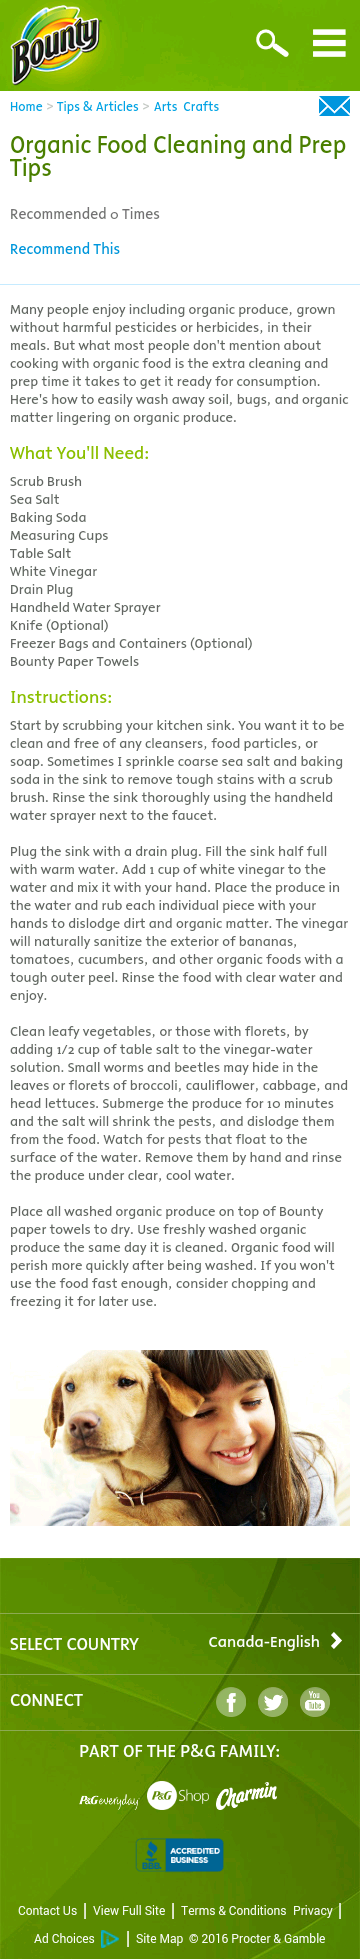 Bounty
Home > Tips & Articles > Arts Crafts
Organic Food Cleaning and Prep
Tips
Recommended 0 Times
Recommend This
Many people enjoy including organic produce, grown
without harmful pesticides or herbicides, in their
meals. But what most people don't mention about
cooking with organic food is the extra cleaning and
prep time it takes to get it ready for consumption.
Here's how to easily wash away soil, bugs, and organic
matter lingering on organic produce.
What You'll Need:
Scrub Brush
Sea Salt
Baking Soda
Measuring Cups
Table Salt
White Vinegar
Drain Plug
Handheld Water Sprayer
Knife (Optional)
Freezer Bags and Containers (Optional)
Bounty Paper Towels
Instructions:
Start by scrubbing your kitchen sink. You want it to be
clean and free of any cleansers, food particles, or
soap. Sometimes I sprinkle coarse sea salt and baking
soda in the sink to remove tough stains with a scrub
brush. Rinse the sink thoroughly using the handheld
water sprayer next to the faucet.
Plug the sink with a drain plug. Fill the sink half full
with warm water. Add 1 cup of white vinegar to the
water and mix it with your hand. Place the produce in
the water and rub each individual piece with your
hands to dislodge dirt and organic matter. The vinegar
will naturally sanitize the exterior of bananas,
tomatoes, cucumbers, and other organic foods with a
tough outer peel. Rinse the food with clear water and
enjoy.
Clean leafy vegetables, or those with florets, by
adding 1/2 cup of table salt to the vinegar-water
solution. Small worms and beetles may hide in the
leaves or florets of broccoli, cauliflower, cabbage, and
head lettuces. Submerge the produce for 10 minutes
and the salt will shrink the pests, and dislodge them
from the food. Watch for pests that float to the
surface of the water. Remove them by hand and rinse
the produce under clear, cool water.
Place all washed organic produce on top of Bounty
paper towels to dry. Use freshly washed organic
produce the same day it is cleaned. Organic food will
perish more quickly after being washed. If you won't
use the food fast enough, consider chopping and
freezing it for later use.
SELECT COUNTRY Canada-English
CONNECT f You Tube
PART OF THE P&G FAMILY:
P&G everyday P&G Shop Charmin
BBB ACCREDITED BUSINESS
Contact Us | View Full Site | Terms & Conditions Privacy |
Ad Choices | Site Map © 2016 Procter & Gamble